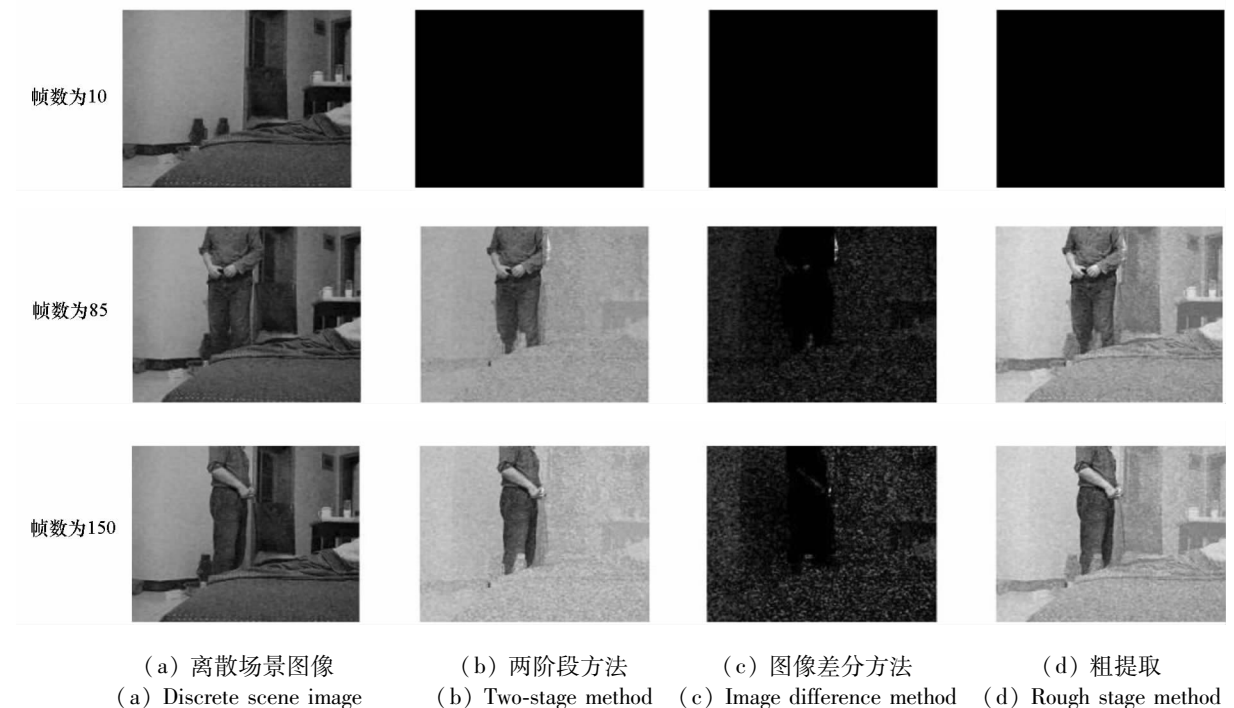 帧数为10
帧数为85
帧数为150
(a) 离散场景图像
(b) 两阶段方法
(c) 图像差分方法
(d) 粗提取
(a) Discrete scene image
(b) Two-stage method
(c) Image difference method
(d) Rough stage method